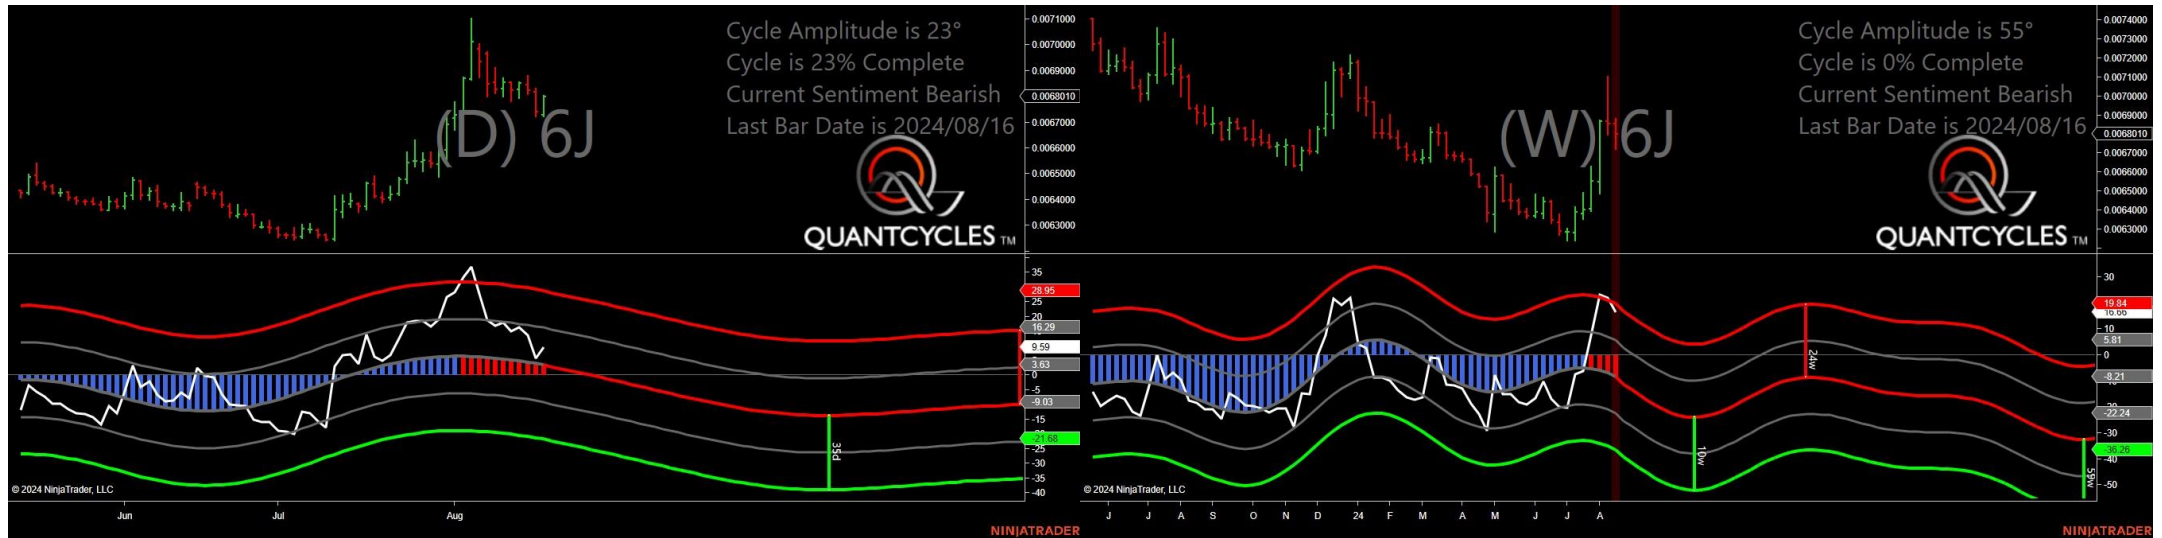 Cycle Amplitude is 23°
Cycle is 23% Complete
Current Sentiment Bearish
Last Bar Date is 2024/08/16
(D) 6J
QUANTCYCLES TM
0.0071000
0.0070000
0.0069000
0.0068010
0.0067000
0.0066000
0.0065000
0.0064000
0.0063000
35
28.95
25
20
16.29
9.59
3.63
0
-5
-9.03
-15
-21.68
-25
-30
-35
-40
35d
© 2024 NinjaTrader, LLC
Jun
Jul
Aug
NINJATRADER
Cycle Amplitude is 55°
Cycle is 0% Complete
Current Sentiment Bearish
Last Bar Date is 2024/08/16
(W) 6J
QUANTCYCLES TM
0.0074000
0.0073000
0.0072000
0.0071000
0.0070000
0.0069000
0.0068010
0.0067000
0.0066000
0.0065000
0.0064000
0.0063000
30
19.84
16.66
10
5.81
0
-8.21
-22.24
-30
-36.26
-40
-50
24w
10w
59w
© 2024 NinjaTrader, LLC
J
J
A
S
O
N
D
24
F
M
A
M
J
J
A
NINJATRADER